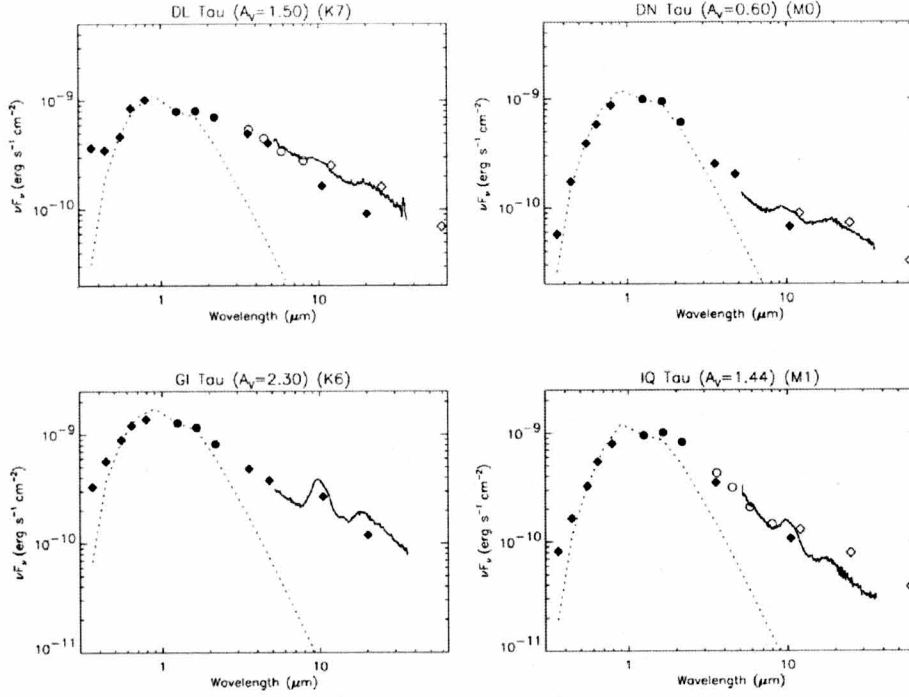 DL Tau (A_V=1.50) (K7)
νF_ν (erg s⁻¹ cm⁻²)
10⁻⁹
10⁻¹⁰
1
10
Wavelength (μm)
DN Tau (A_V=0.60) (M0)
νF_ν (erg s⁻¹ cm⁻²)
10⁻⁹
10⁻¹⁰
1
10
Wavelength (μm)
GI Tau (A_V=2.30) (K6)
νF_ν (erg s⁻¹ cm⁻²)
10⁻⁹
10⁻¹⁰
10⁻¹¹
1
10
Wavelength (μm)
IQ Tau (A_V=1.44) (M1)
νF_ν (erg s⁻¹ cm⁻²)
10⁻⁹
10⁻¹⁰
10⁻¹¹
1
10
Wavelength (μm)